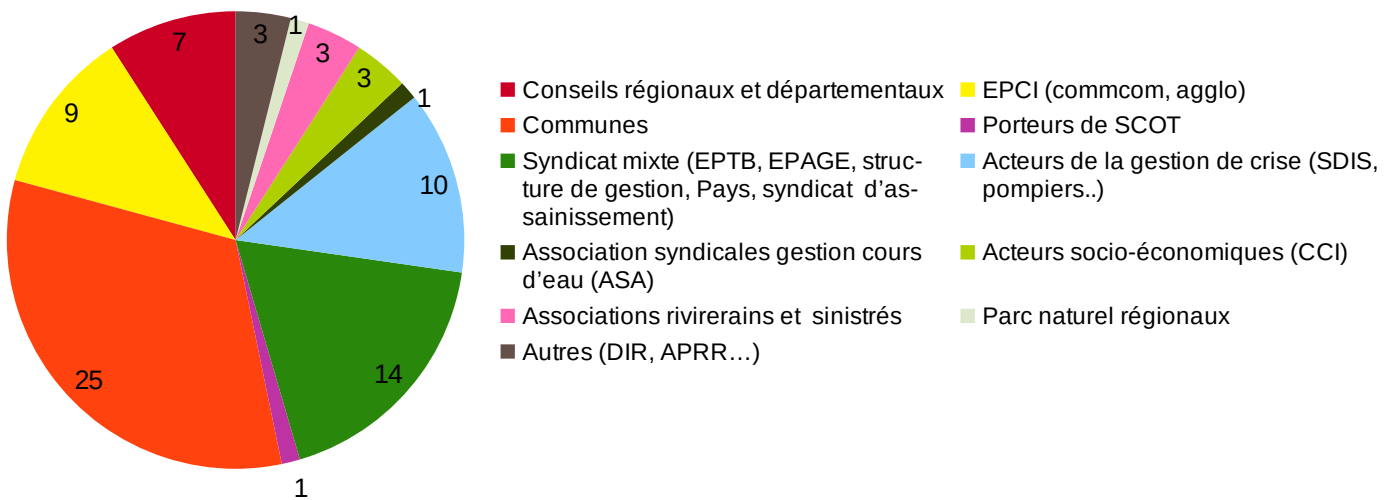 7
3
1
3
3
1
9
10
25
14
1
Conseils régionaux et départementaux
EPCI (commcom, agglo)
Communes
Porteurs de SCOT
Syndicat mixte (EPTB, EPAGE, struc-
ture de gestion, Pays, syndicat d'as-
sainissement)
Acteurs de la gestion de crise (SDIS,
pompiers..)
Association syndicales gestion cours
d'eau (ASA)
Acteurs socio-économiques (CCI)
Associations rivirerains et sinistrés
Parc naturel régionaux
Autres (DIR, APRR…)